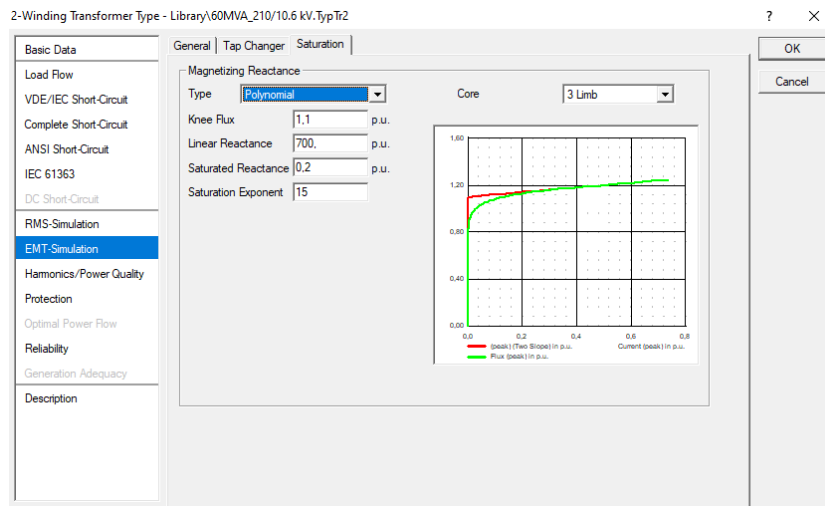 2-Winding Transformer Type - Library\60MVA_210/10.6 kV.TypTr2
? ×
Basic Data
Load Flow
VDE/IEC Short-Circuit
Complete Short-Circuit
ANSI Short-Circuit
IEC 61363
DC Short-Circuit
RMS-Simulation
EMT-Simulation
Harmonics/Power Quality
Protection
Optimal Power Flow
Reliability
Generation Adequacy
Description
General
Tap Changer
Saturation
OK
Cancel
Magnetizing Reactance
Type Polynomial
Core 3 Limb
Knee Flux 1,1 p.u.
Linear Reactance 700, p.u.
Saturated Reactance 0,2 p.u.
Saturation Exponent 15
1,60
1,20
0,80
0,40
0,00
0,0 0,2 0,4 0,6 0,8
(peak) (Two Slope) in p.u. Current (peak) in p.u.
Flux (peak) in p.u.